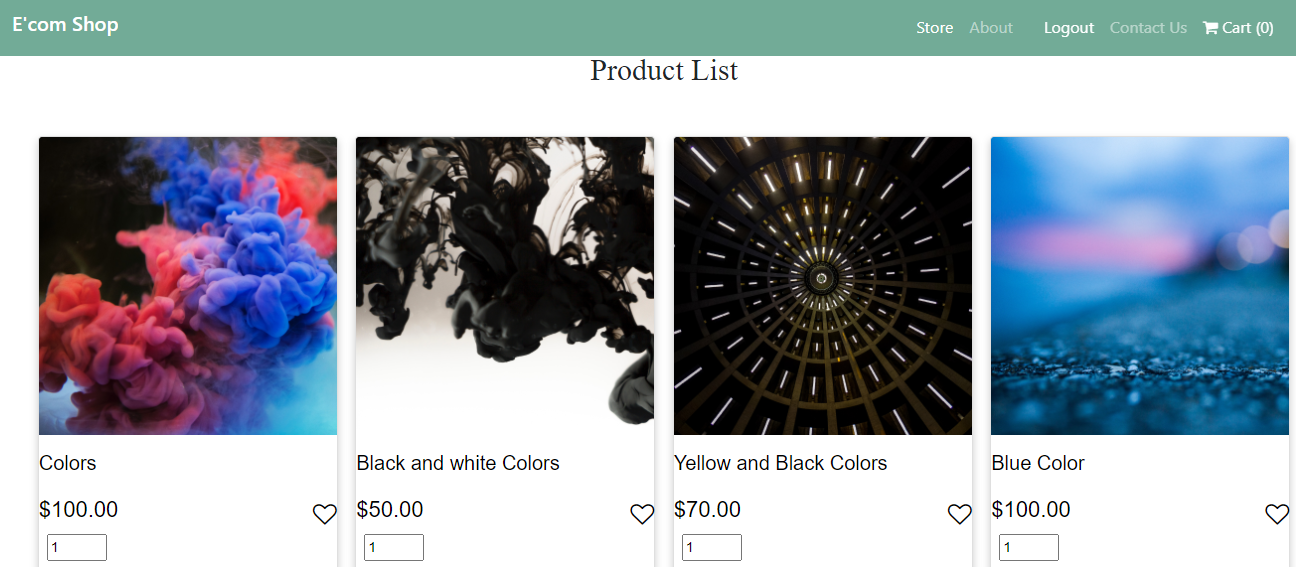 E'com Shop
Store About Logout Contact Us Cart (0)
Product List
Colors
$100.00
1
Black and white Colors
$50.00
1
Yellow and Black Colors
$70.00
1
Blue Color
$100.00
1